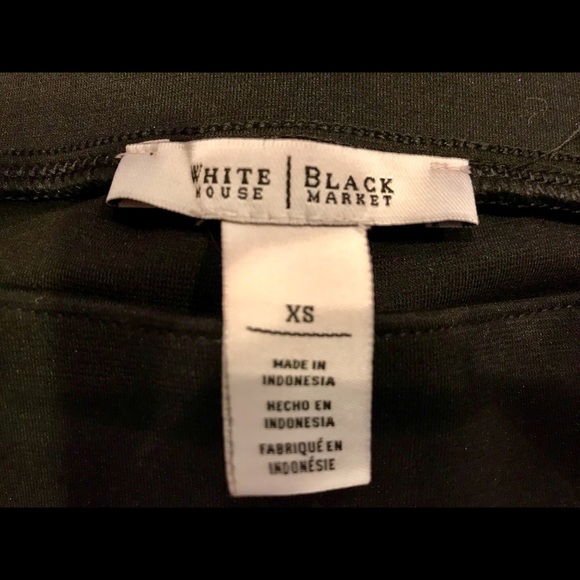 WHITE | BLACK
HOUSE | MARKET
XS
MADE IN
INDONESIA
HECHO EN
INDONESIA
FABRIQUÉ EN
INDONÉSIE